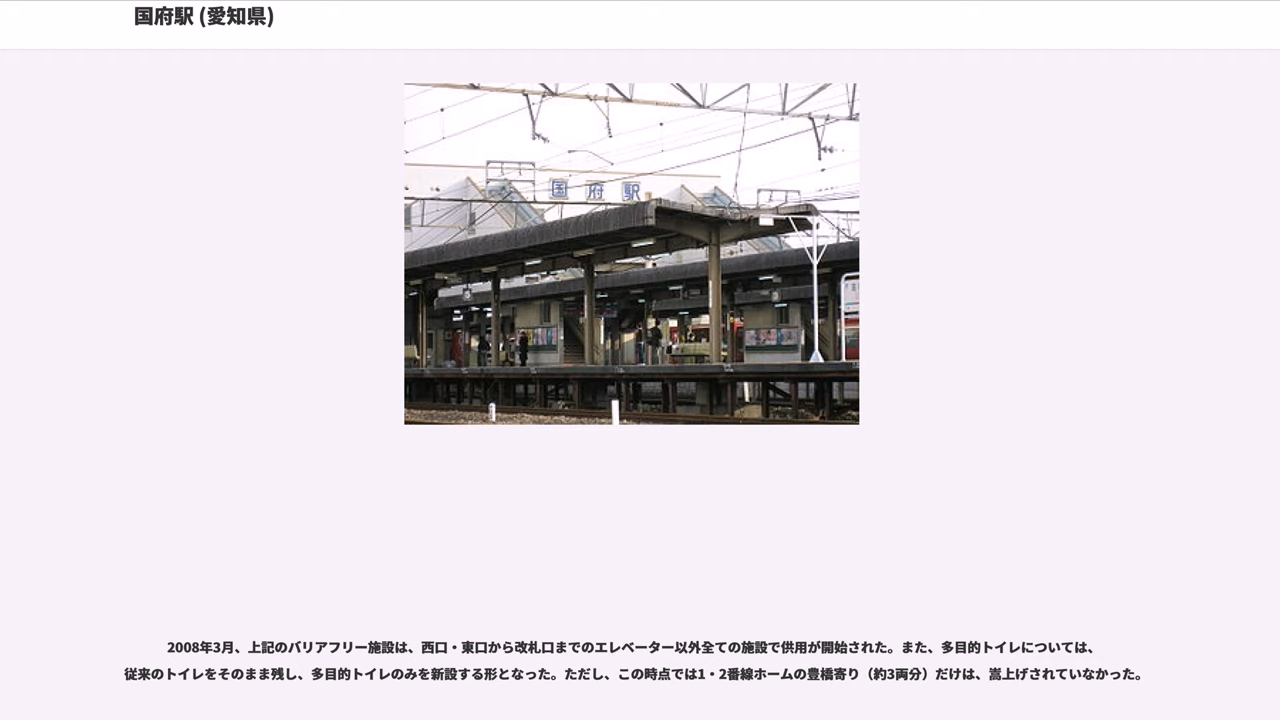 国府駅 (愛知県)
国府駅
2008年3月、上記のバリアフリー施設は、西口・東口から改札口までのエレベーター以外全ての施設で供用が開始された。また、多目的トイレについては、
従来のトイレをそのまま残し、多目的トイレのみを新設する形となった。ただし、この時点では1・2番線ホームの豊橋寄り（約3両分）だけは、嵩上げされていなかった。